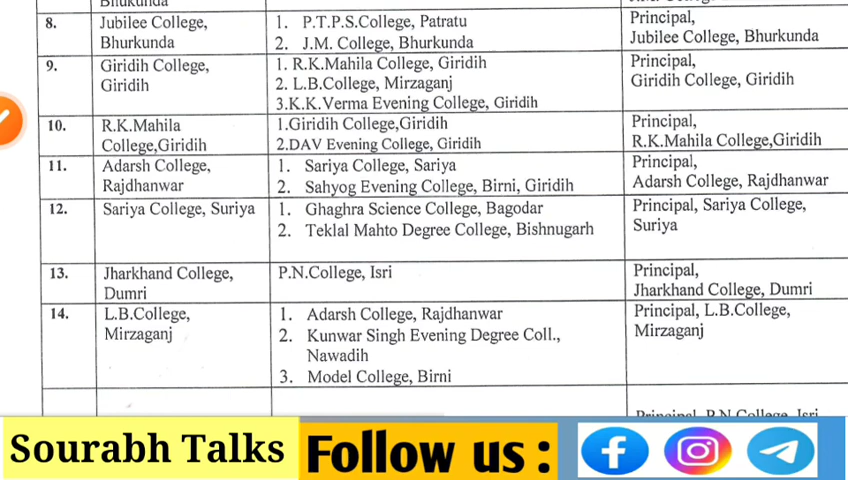 Bhukunda
8. Jubilee College, 1. P.T.P.S.College, Patratu Principal,
Bhurkunda 2. J.M. College, Bhurkunda Jubilee College, Bhurkunda
9. Giridih College, 1. R.K.Mahila College, Giridih Principal,
Giridih 2. L.B.College, Mirzaganj Giridih College, Giridih
3.K.K.Verma Evening College, Giridih
10. R.K.Mahila 1.Giridih College,Giridih Principal,
College,Giridih 2.DAV Evening College, Giridih R.K.Mahila College,Giridih
11. Adarsh College, 1. Sariya College, Sariya Principal,
Rajdhanwar 2. Sahyog Evening College, Birni, Giridih Adarsh College, Rajdhanwar
12. Sariya College, Suriya 1. Ghaghra Science College, Bagodar Principal, Sariya College,
2. Teklal Mahto Degree College, Bishnugarh Suriya
13. Jharkhand College, P.N.College, Isri Principal,
Dumri Jharkhand College, Dumri
14. L.B.College, 1. Adarsh College, Rajdhanwar Principal, L.B.College,
Mirzaganj 2. Kunwar Singh Evening Degree Coll., Mirzaganj
Nawadih
3. Model College, Birni
Principal, P.N.College, Isri
Sourabh Talks Follow us :